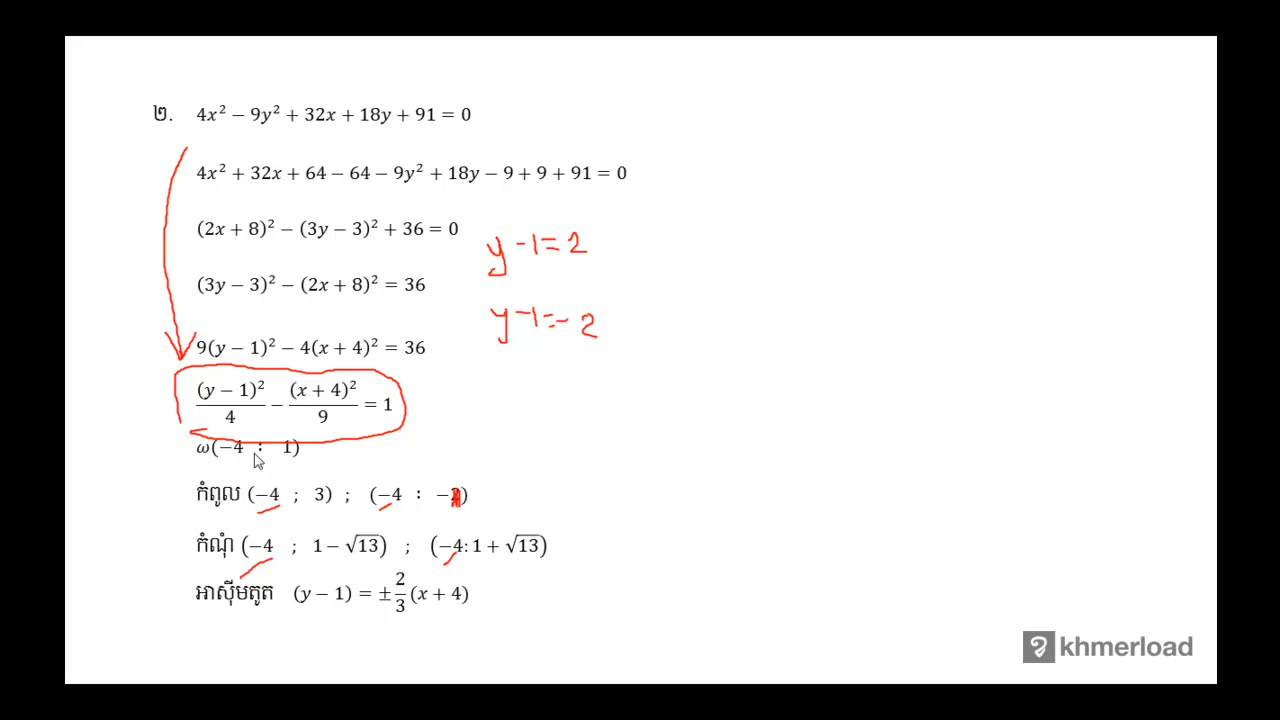 ២. 4x² − 9y² + 32x + 18y + 91 = 0
4x² + 32x + 64 − 64 − 9y² + 18y − 9 + 9 + 91 = 0
(2x + 8)² − (3y − 3)² + 36 = 0
y - 1 = 2
(3y − 3)² − (2x + 8)² = 36
y - 1 = - 2
9(y − 1)² − 4(x + 4)² = 36
(y − 1)²/4 − (x + 4)²/9 = 1
ω(−4 : 1)
កំពូល (−4 ; 3) ; (−4 : −)
កំណុំ (−4 ; 1 − √13) ; (−4: 1 + √13)
អាស៊ីមតូត (y − 1) = ± 2/3 (x + 4)
khmerload